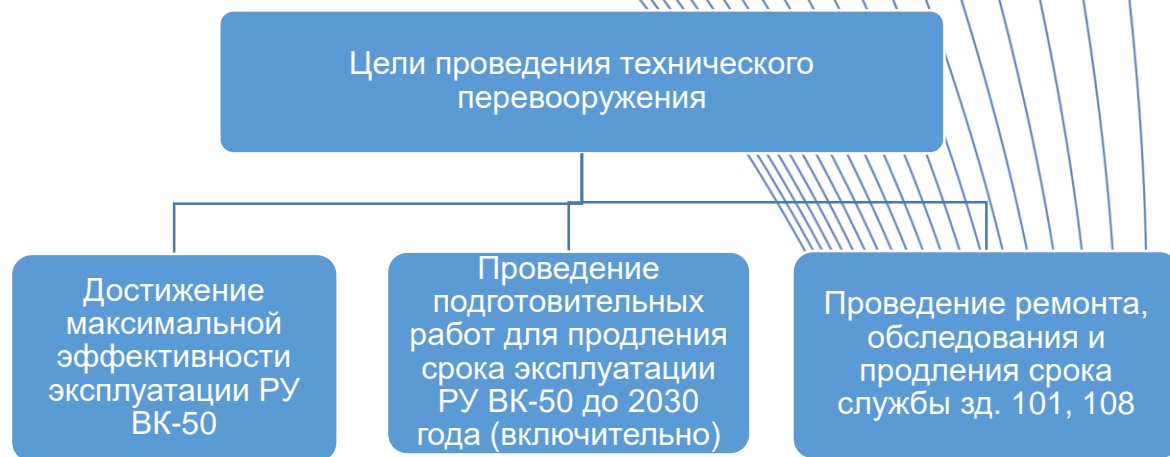 Цели проведения технического
перевооружения
Достижение
максимальной
эффективности
эксплуатации РУ
ВК-50
Проведение
подготовительных
работ для продления
срока эксплуатации
РУ ВК-50 до 2030
года (включительно)
Проведение ремонта,
обследования и
продления срока
службы зд. 101, 108